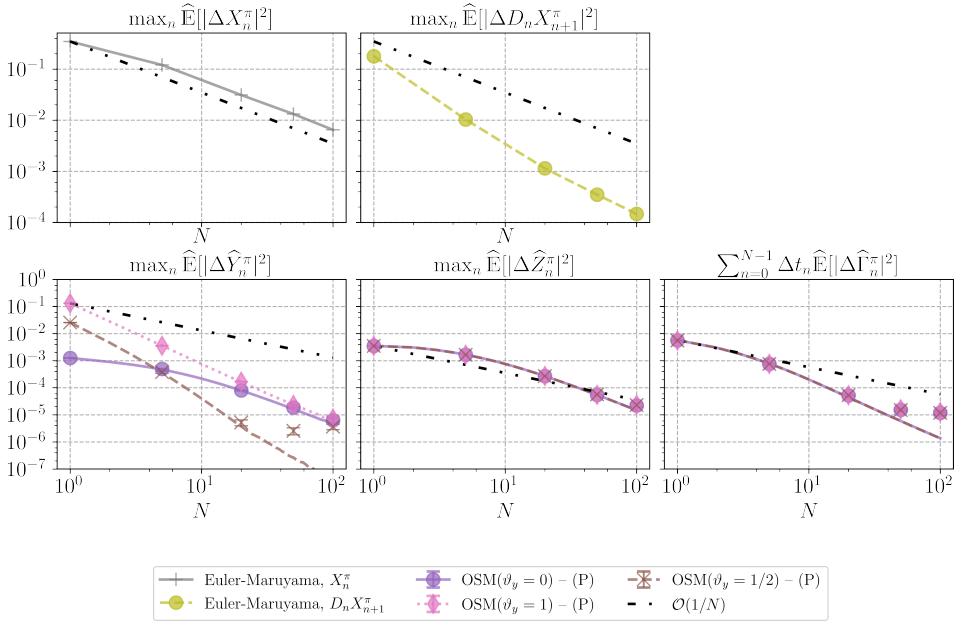 max_n Ê[|ΔX_n^π|²]
max_n Ê[|ΔD_nX_{n+1}^π|²]
10^{-1}
10^{-2}
10^{-3}
10^{-4}
N
N
max_n Ê[|ΔŶ_n^π|²]
max_n Ê[|ΔẐ_n^π|²]
∑_{n=0}^{N-1} Δt_n Ê[|ΔΓ̂_n^π|²]
10^0
10^{-1}
10^{-2}
10^{-3}
10^{-4}
10^{-5}
10^{-6}
10^{-7}
10^0 10^1 10^2
10^0 10^1 10^2
10^0 10^1 10^2
N
N
N
Euler-Maruyama, X_n^π
Euler-Maruyama, D_nX_{n+1}^π
OSM(ϑ_y = 0) – (P)
OSM(ϑ_y = 1) – (P)
OSM(ϑ_y = 1/2) – (P)
𝒪(1/N)